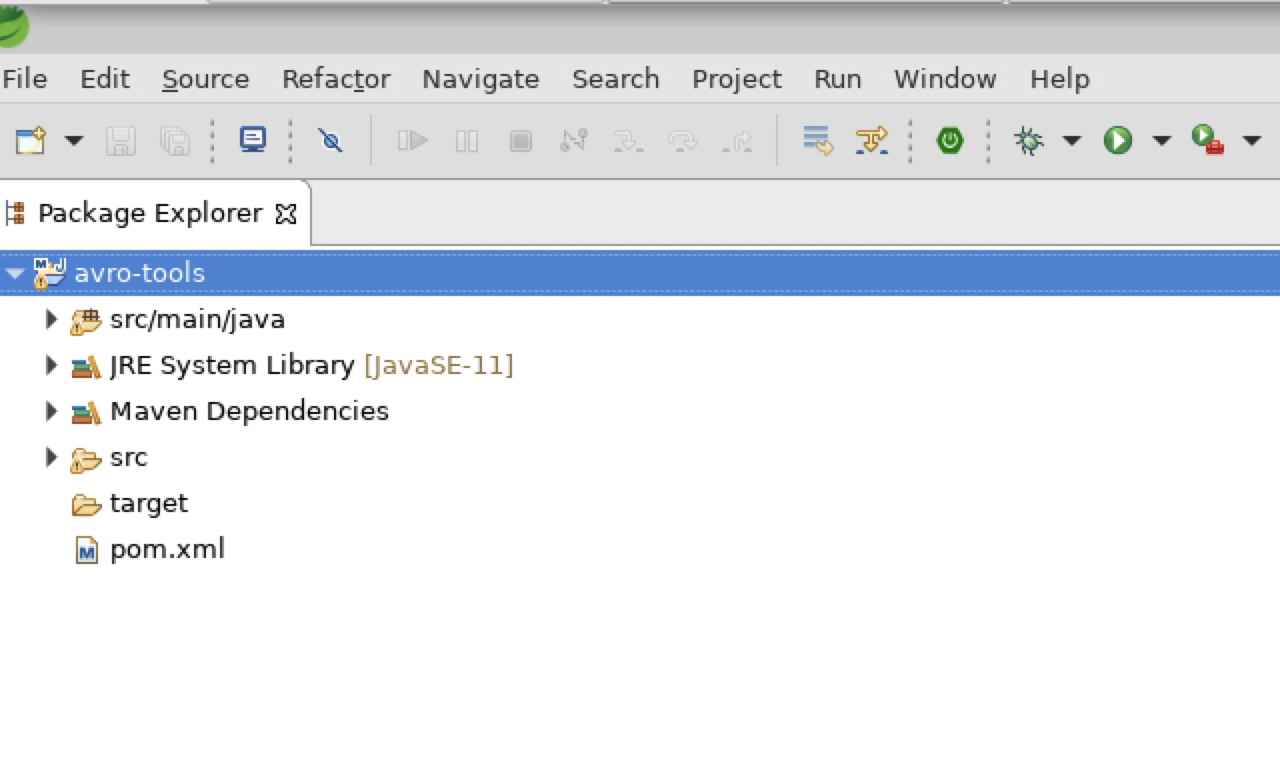 File Edit Source Refactor Navigate Search Project Run Window Help
Package Explorer
avro-tools
src/main/java
JRE System Library [JavaSE-11]
Maven Dependencies
src
target
pom.xml